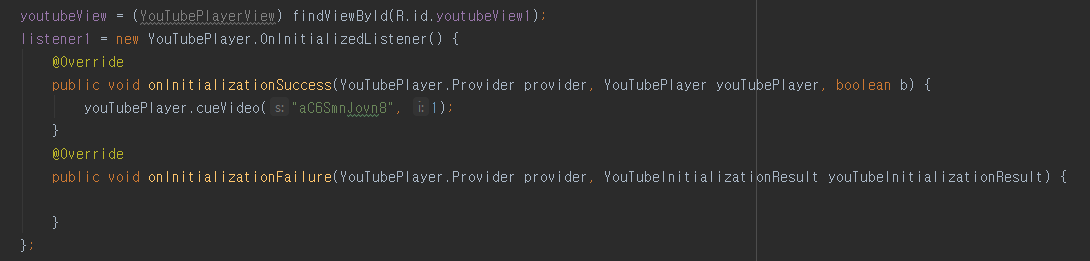 youtubeView = (YouTubePlayerView) findViewById(R.id.youtubeView1);
listener1 = new YouTubePlayer.OnInitializedListener() {
@Override
public void onInitializationSuccess(YouTubePlayer.Provider provider, YouTubePlayer youTubePlayer, boolean b) {
youTubePlayer.cueVideo( s: "aC6SmnJovn8", i: 1);
}
@Override
public void onInitializationFailure(YouTubePlayer.Provider provider, YouTubeInitializationResult youTubeInitializationResult) {
}
};